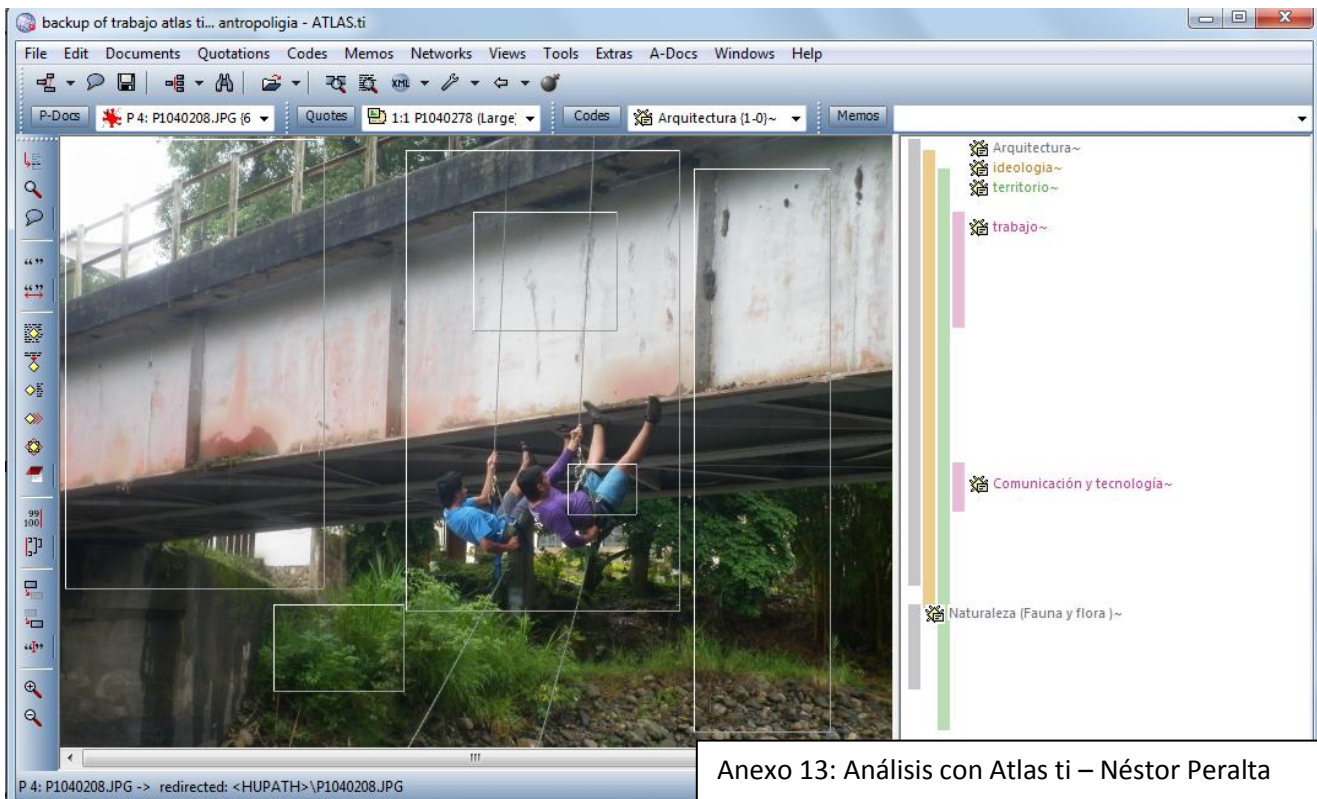 backup of trabajo atlas ti... antropoligia - ATLAS.ti
File Edit Documents Quotations Codes Memos Networks Views Tools Extras A-Docs Windows Help
XML
P-Docs P 4: P1040208.JPG {6 Quotes 1:1 P1040278 (Large) Codes Arquitectura {1-0}~ Memos
Arquitectura~
ideologia~
territorio~
trabajo~
99
100
Comunicación y tecnología~
Naturaleza (Fauna y flora )~
P 4: P1040208.JPG -> redirected: <HUPATH>\P1040208.JPG
Anexo 13: Análisis con Atlas ti – Néstor Peralta